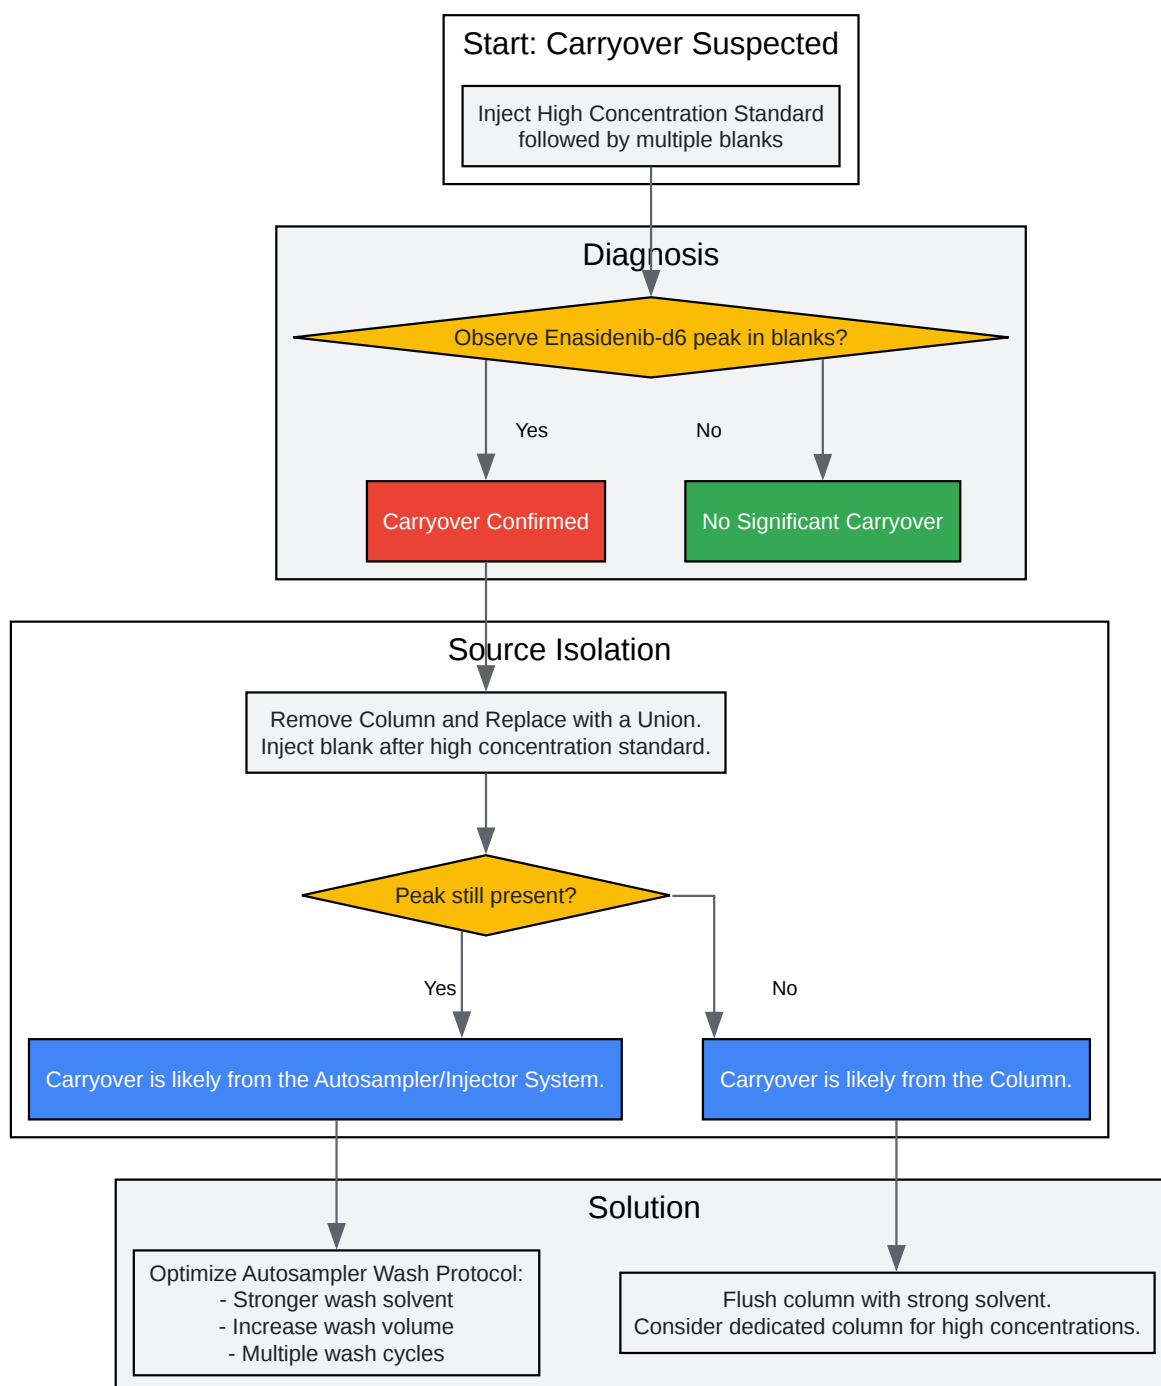 Start: Carryover Suspected
Inject High Concentration Standard
followed by multiple blanks
Diagnosis
Observe Enasidenib-d6 peak in blanks?
Yes
No
Carryover Confirmed
No Significant Carryover
Source Isolation
Remove Column and Replace with a Union.
Inject blank after high concentration standard.
Peak still present?
Yes
No
Carryover is likely from the Autosampler/Injector System.
Carryover is likely from the Column.
Solution
Optimize Autosampler Wash Protocol:
- Stronger wash solvent
- Increase wash volume
- Multiple wash cycles
Flush column with strong solvent.
Consider dedicated column for high concentrations.